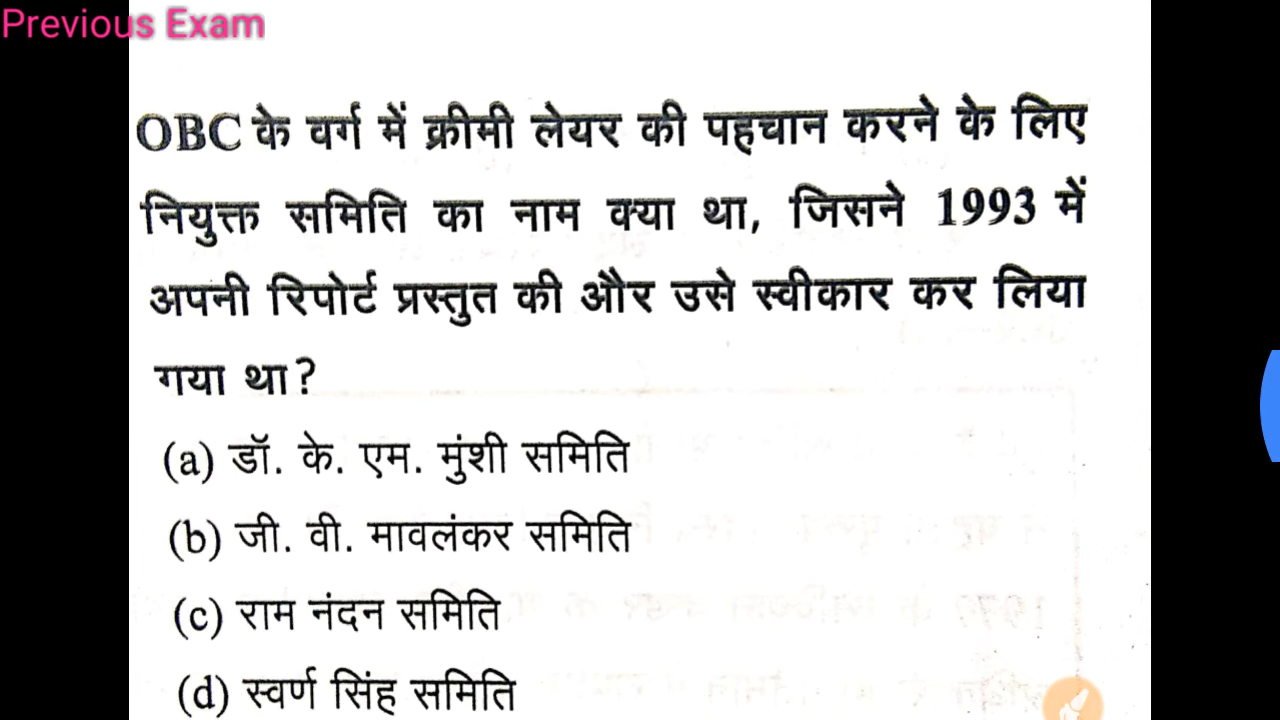 Previous Exam
OBC के वर्ग में क्रीमी लेयर की पहचान करने के लिए
नियुक्त समिति का नाम क्या था, जिसने 1993 में
अपनी रिपोर्ट प्रस्तुत की और उसे स्वीकार कर लिया
गया था?
(a) डॉ. के. एम. मुंशी समिति
(b) जी. वी. मावलंकर समिति
(c) राम नंदन समिति
(d) स्वर्ण सिंह समिति